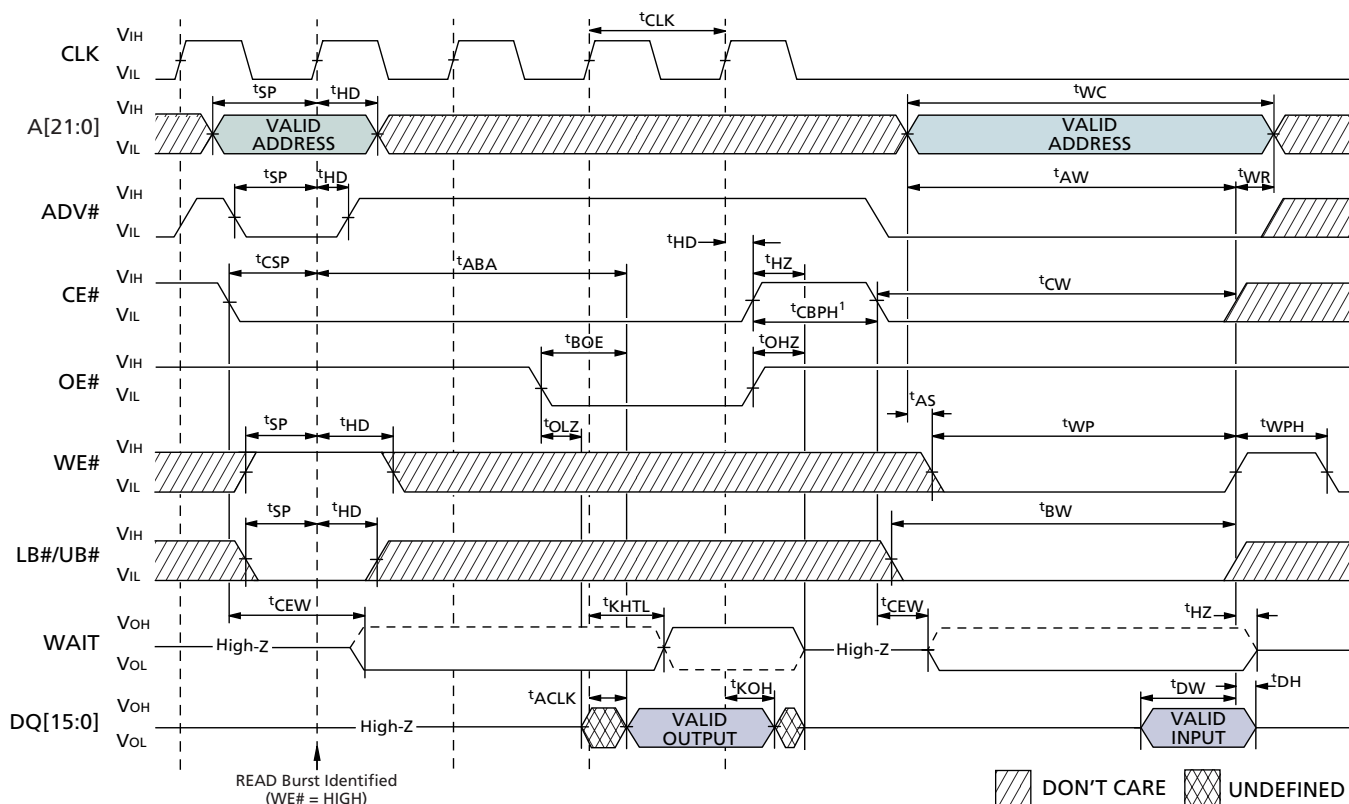 tCLK
CLK
VIH
VIL
tSP
tHD
tWC
A[21:0]
VIH
VIL
VALID ADDRESS
VALID ADDRESS
tSP
tHD
tAW
tWR
ADV#
VIH
VIL
tHD
tCSP
tABA
tHZ
CE#
VIH
VIL
tCW
tCBPH1
tBOE
tOHZ
OE#
VIH
VIL
tAS
tOLZ
tSP
tHD
tWP
tWPH
WE#
VIH
VIL
tSP
tHD
tBW
LB#/UB#
VIH
VIL
tCEW
tKHTL
tCEW
tHZ
WAIT
VOH
VOL
High-Z
High-Z
tACLK
tKOH
tDW
tDH
DQ[15:0]
VOH
VOL
High-Z
VALID OUTPUT
VALID INPUT
READ Burst Identified
(WE# = HIGH)
DON'T CARE
UNDEFINED